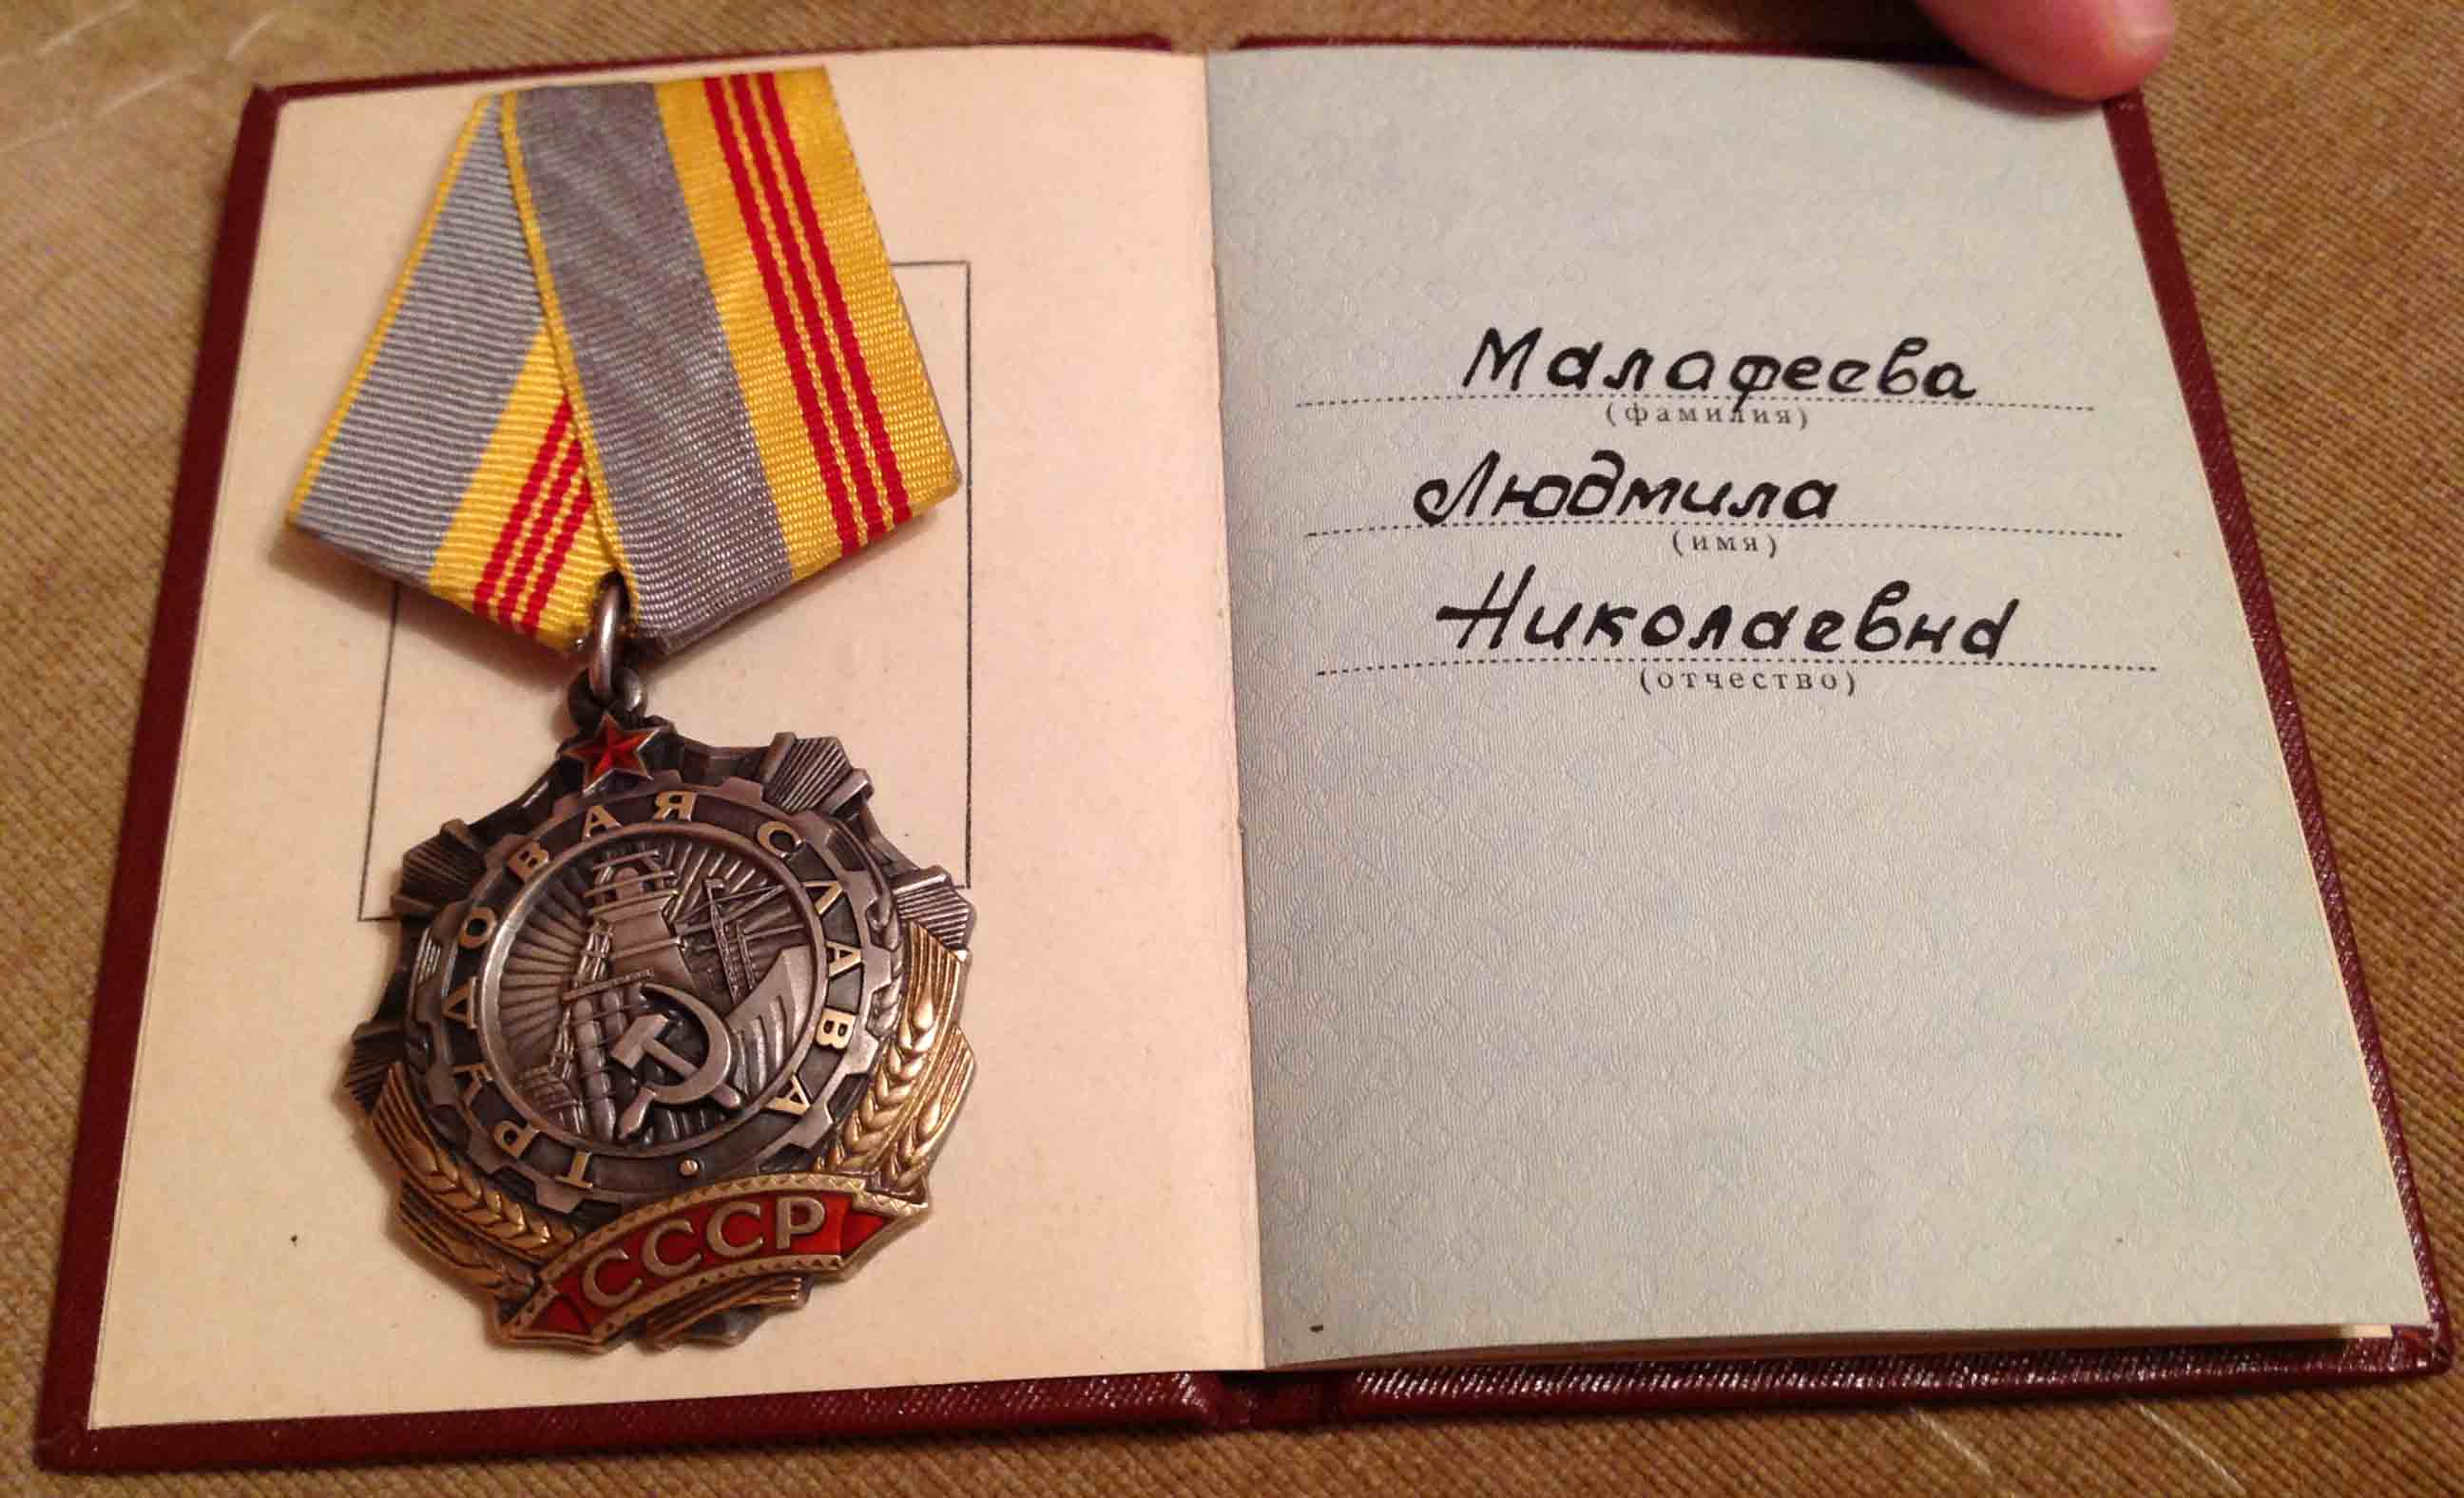 ТРУДОВАЯ СЛАВА
СССР
Малафеева
(фамилия)
Людмила
(имя)
Николаевна
(отчество)